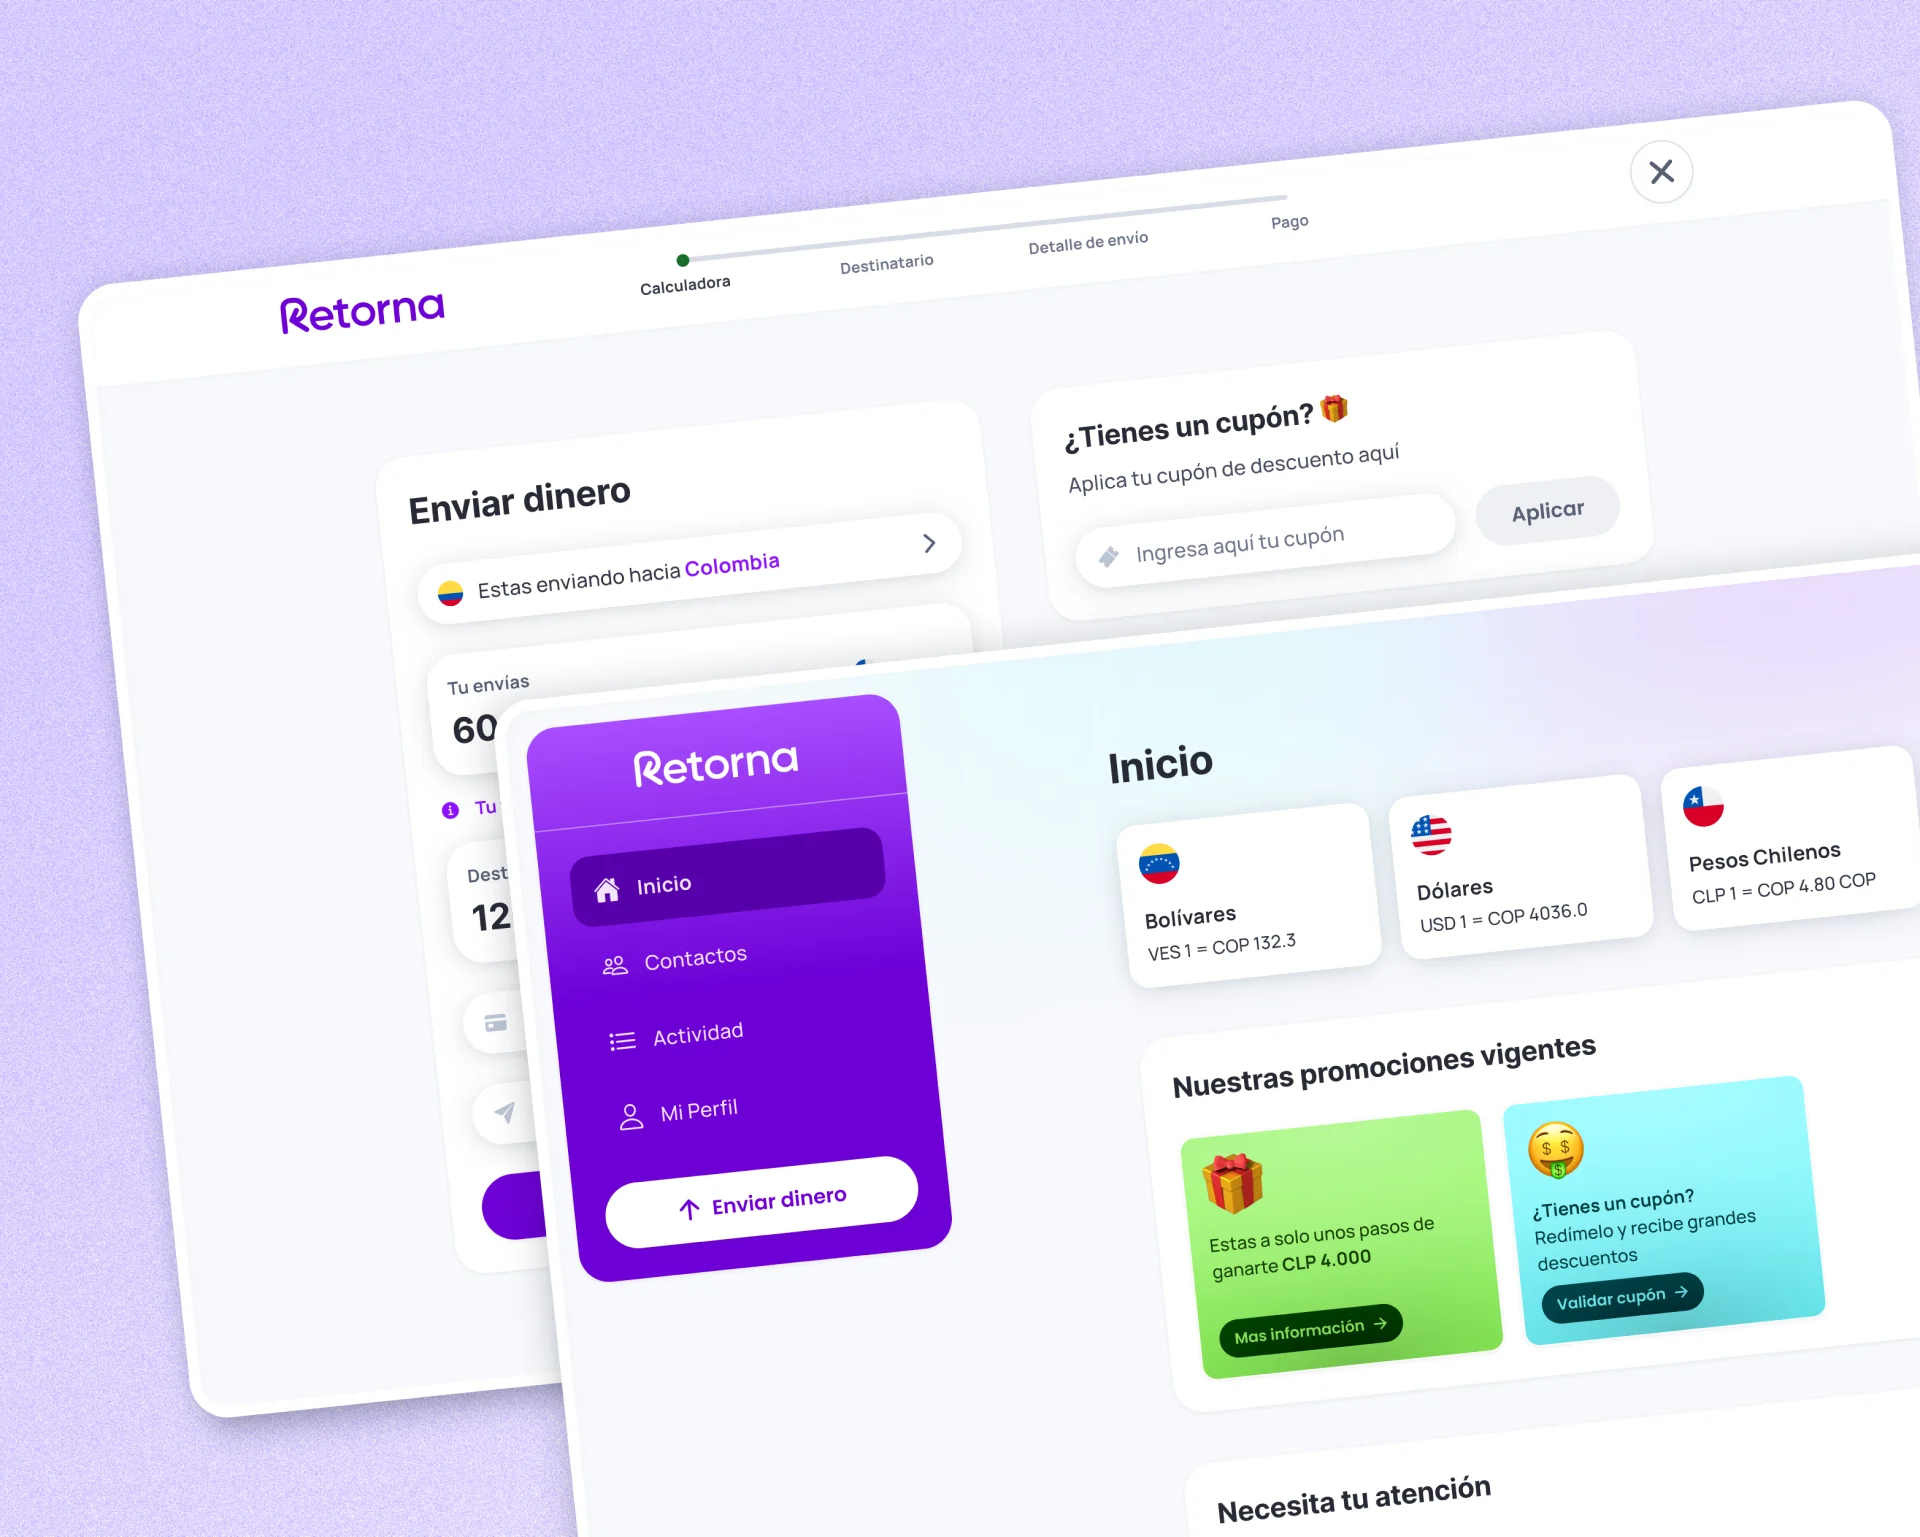 Retorna
Calculadora
Destinatario
Detalle de envío
Pago
Enviar dinero
Estas enviando hacia Colombia
Tu envías
60
Tu
Dest
12
¿Tienes un cupón?
Aplica tu cupón de descuento aquí
Ingresa aquí tu cupón
Aplicar
Retorna
Inicio
Contactos
Actividad
Mi Perfil
Enviar dinero
Inicio
Bolívares
VES 1 = COP 132.3
Dólares
USD 1 = COP 4036.0
Pesos Chilenos
CLP 1 = COP 4.80 COP
Nuestras promociones vigentes
Estas a solo unos pasos de
ganarte CLP 4.000
Mas información
¿Tienes un cupón?
Redímelo y recibe grandes
descuentos
Validar cupón
Necesita tu atención